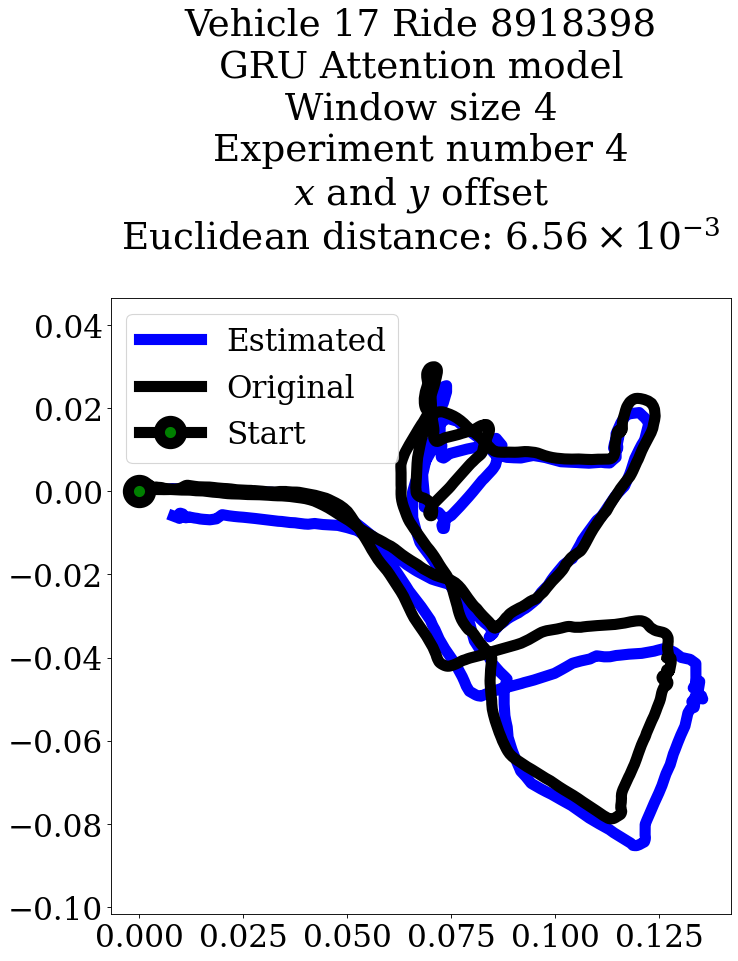 Vehicle 17 Ride 8918398
GRU Attention model
Window size 4
Experiment number 4
x and y offset
Euclidean distance: 6.56 × 10⁻³
Estimated
Original
Start
0.04
0.02
0.00
−0.02
−0.04
−0.06
−0.08
−0.10
0.000 0.025 0.050 0.075 0.100 0.125